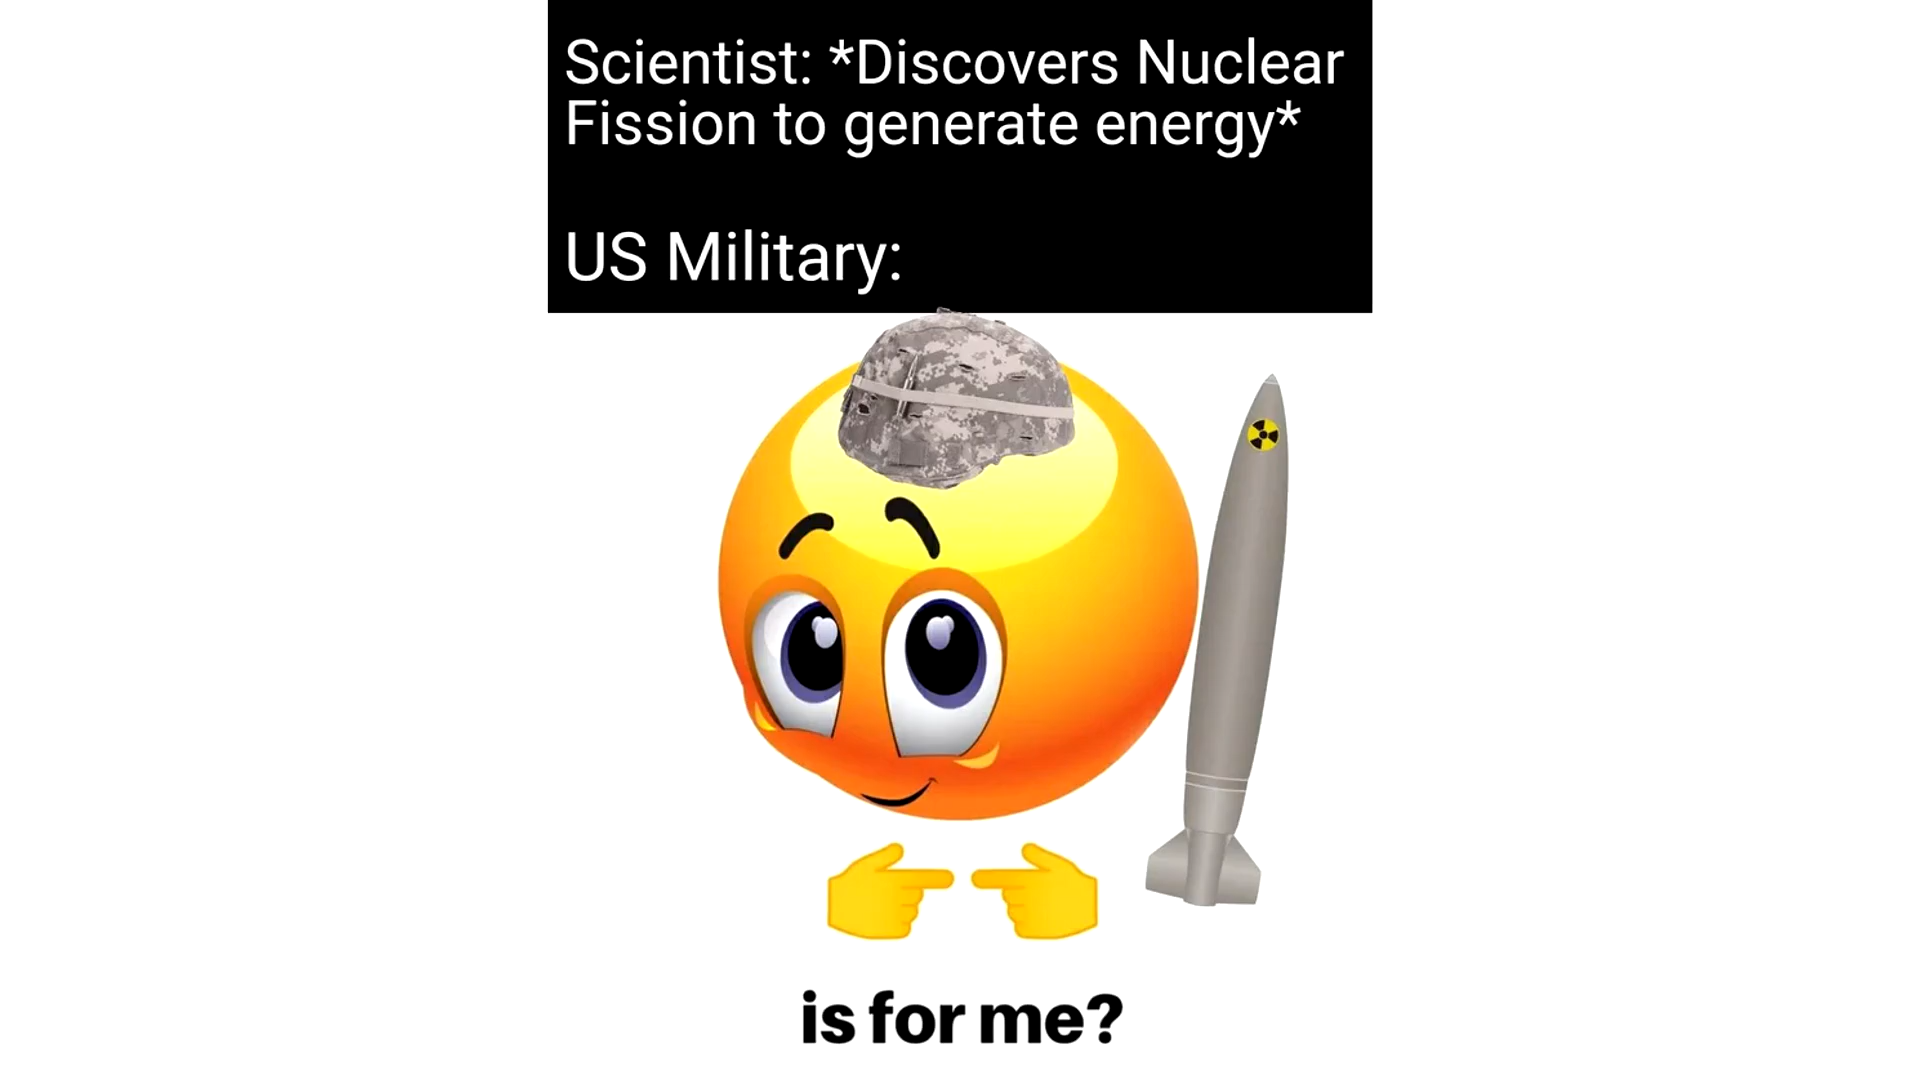 Scientist: *Discovers Nuclear
Fission to generate energy*
US Military:
is for me?